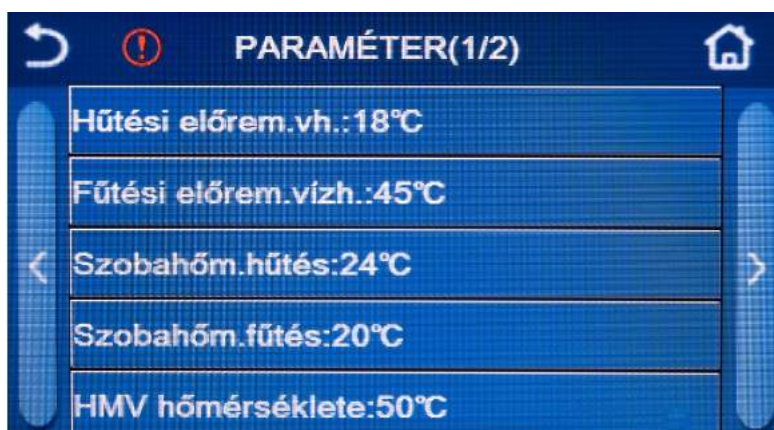 PARAMÉTER(1/2)
Hűtési előrem.vh.:18℃
Fűtési előrem.vízh.:45℃
Szobahőm.hűtés:24℃
Szobahőm.fűtés:20℃
HMV hőmérséklete:50℃